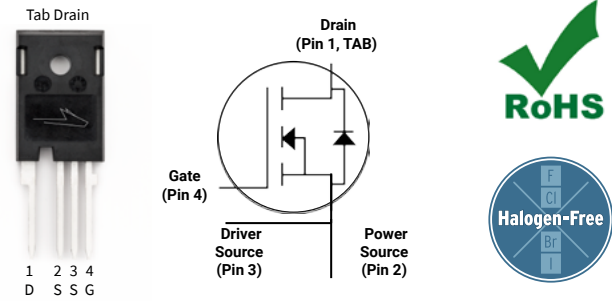 Tab Drain
1 2 3 4
D S S G
Drain
(Pin 1, TAB)
Gate
(Pin 4)
Driver
Source
(Pin 3)
Power
Source
(Pin 2)
RoHS
F
Cl
Halogen-Free
Br
I